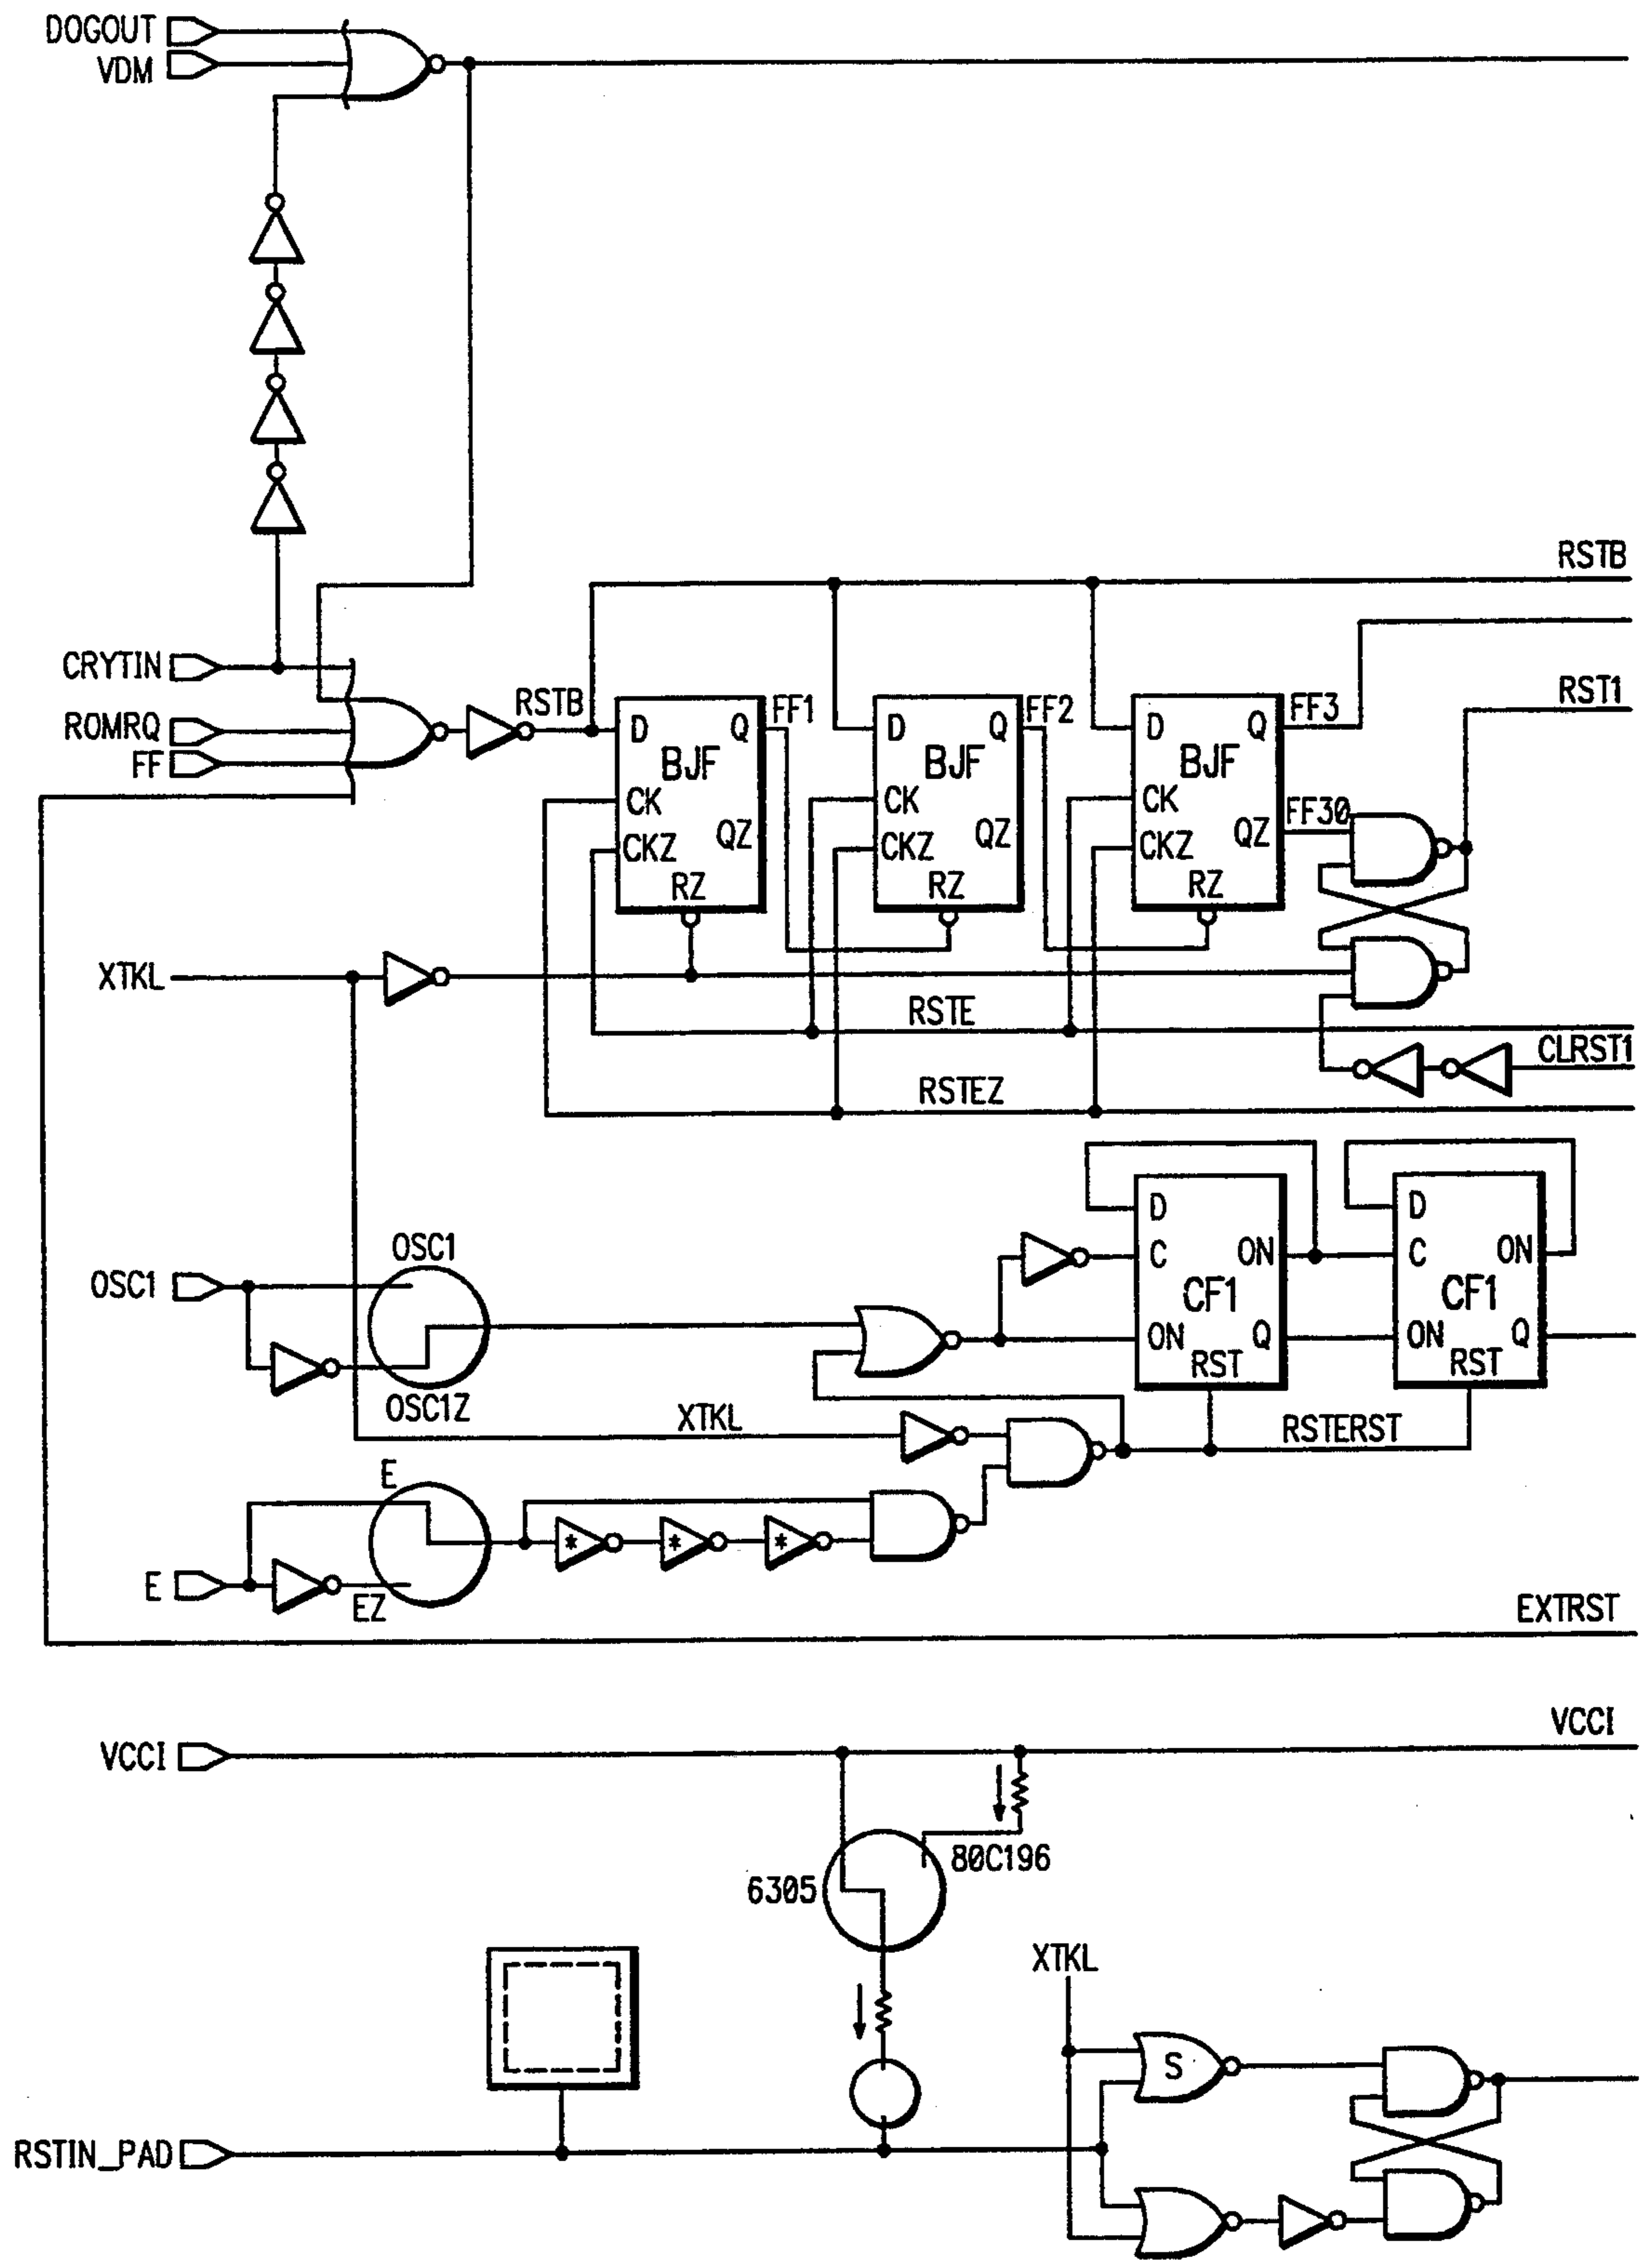 DOGOUT
VDM
RSTB
CRYTIN
RST1
ROMRQ
RSTB
FF1
FF2
FF3
FF
D Q
BJF
CK
CKZ QZ
RZ
D Q
BJF
CK
CKZ QZ
RZ
D Q
BJF
CK
CKZ QZ
RZ
FF30
XTKL
RSTE
CLRST1
RSTEZ
OSC1
OSC1
OSC1Z
D
C ON
CF1
ON Q
RST
D
C ON
CF1
ON Q
RST
XTKL
RSTERST
E
* * *
E
EZ
EXTRST
VCCI
VCCI
80C196
6305
XTKL
S
RSTIN_PAD